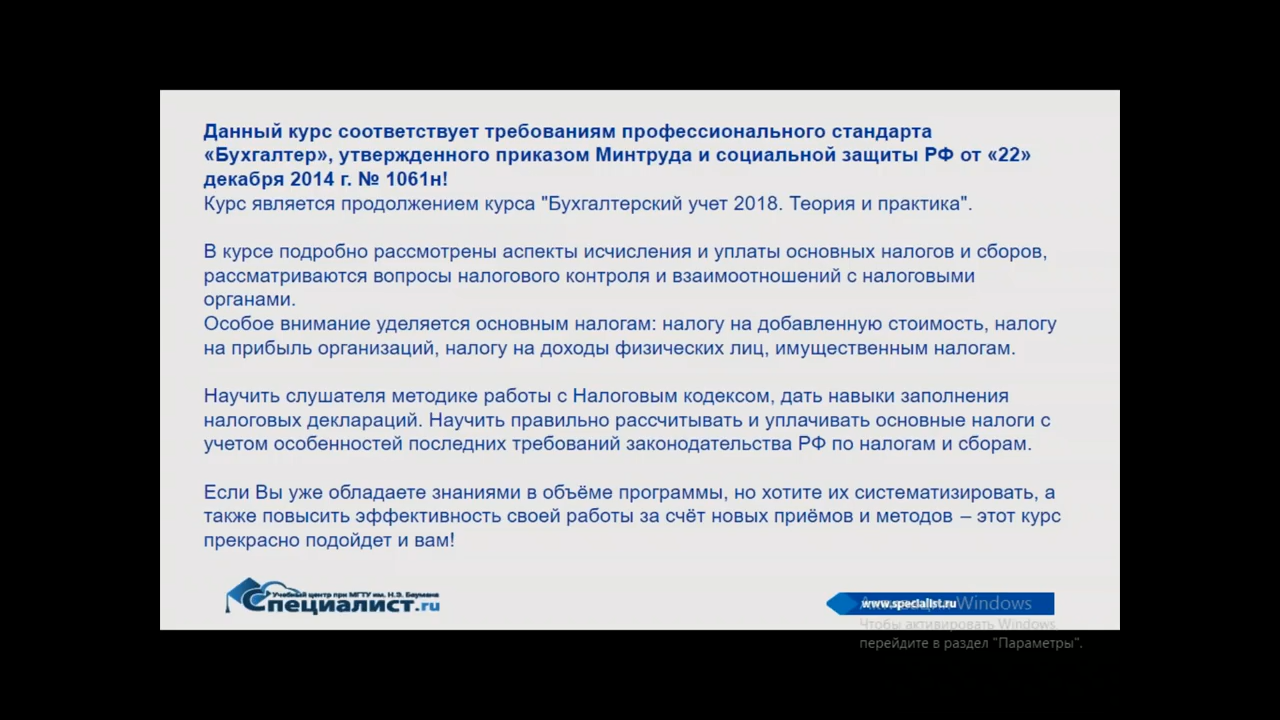 Данный курс соответствует требованиям профессионального стандарта
«Бухгалтер», утвержденного приказом Минтруда и социальной защиты РФ от «22»
декабря 2014 г. № 1061н!
Курс является продолжением курса "Бухгалтерский учет 2018. Теория и практика".
В курсе подробно рассмотрены аспекты исчисления и уплаты основных налогов и сборов,
рассматриваются вопросы налогового контроля и взаимоотношений с налоговыми
органами.
Особое внимание уделяется основным налогам: налогу на добавленную стоимость, налогу
на прибыль организаций, налогу на доходы физических лиц, имущественным налогам.
Научить слушателя методике работы с Налоговым кодексом, дать навыки заполнения
налоговых деклараций. Научить правильно рассчитывать и уплачивать основные налоги с
учетом особенностей последних требований законодательства РФ по налогам и сборам.
Если Вы уже обладаете знаниями в объёме программы, но хотите их систематизировать, а
также повысить эффективность своей работы за счёт новых приёмов и методов – этот курс
прекрасно подойдет и вам!
Учебный центр при МГТУ им. Н.Э. Баумана
Специалист.ru
www.specialist.ru
Windows
Чтобы активировать Windows,
перейдите в раздел "Параметры".